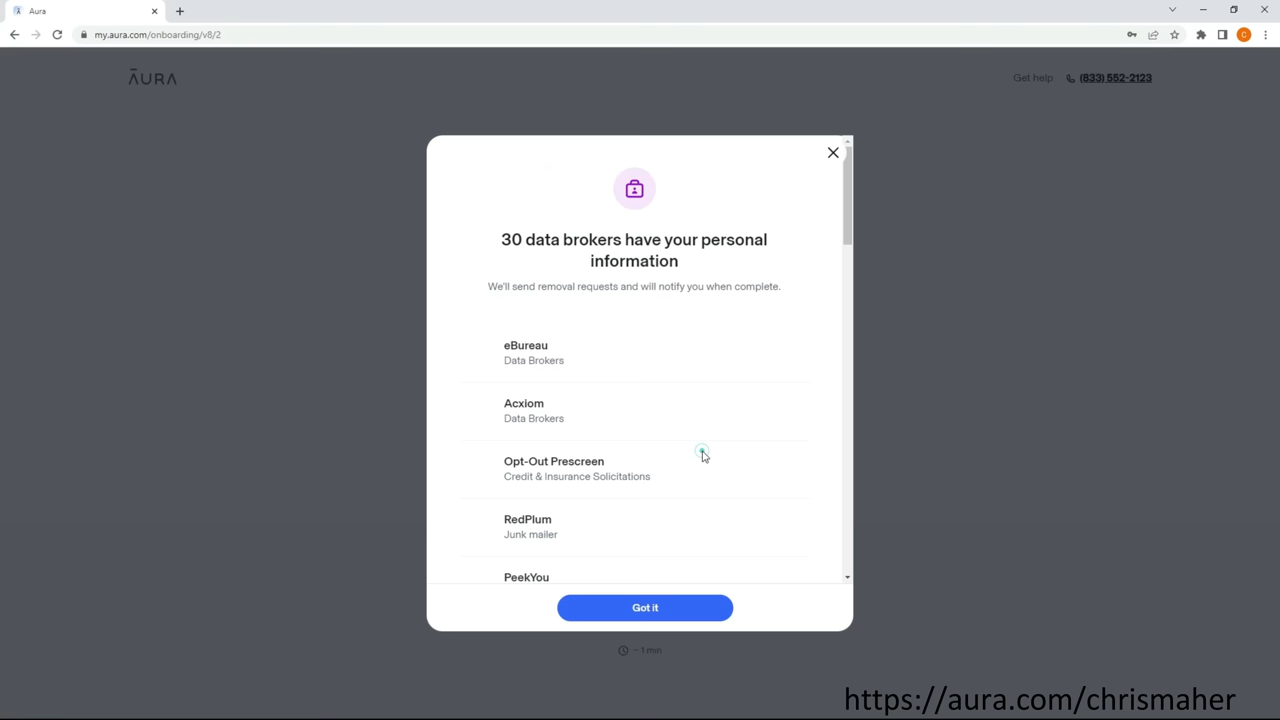 Aura
my.aura.com/onboarding/v8/2
C
ĀURA
Get help (833) 552-2123
30 data brokers have your personal
information
We'll send removal requests and will notify you when complete.
eBureau
Data Brokers
Acxiom
Data Brokers
Opt-Out Prescreen
Credit & Insurance Solicitations
RedPlum
Junk mailer
PeekYou
Got it
~ 1 min
https://aura.com/chrismaher